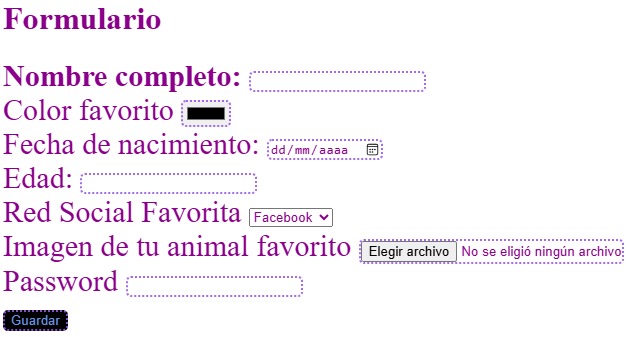 Formulario
Nombre completo:
Color favorito
Fecha de nacimiento: dd/mm/aaaa
Edad:
Red Social Favorita Facebook
Imagen de tu animal favorito Elegir archivo No se eligió ningún archivo
Password
Guardar